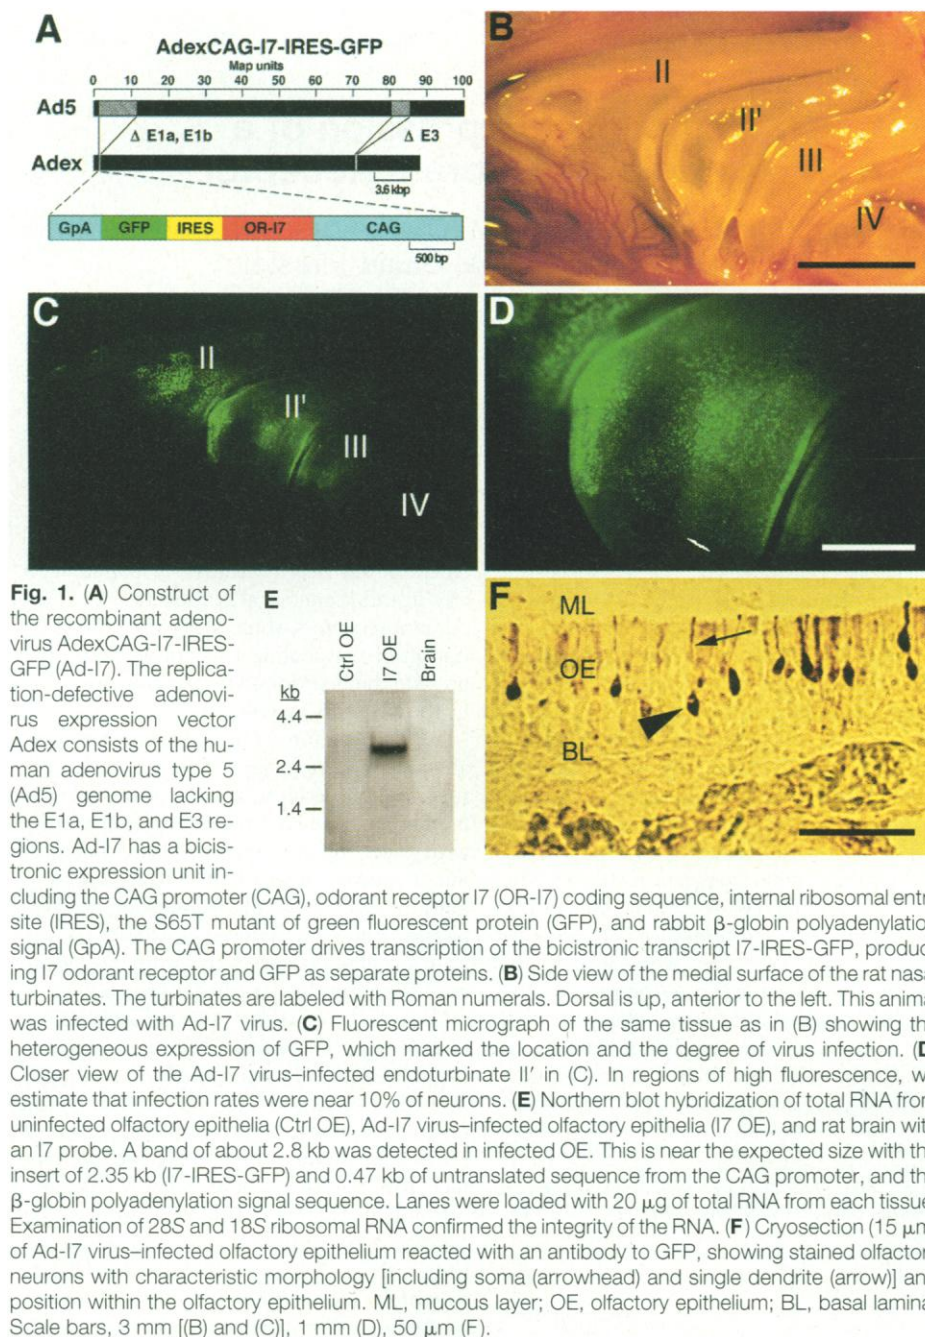 A
AdexCAG-I7-IRES-GFP
Map units
0 10 20 30 40 50 60 70 80 90 100
Ad5
Δ E1a, E1b Δ E3
Adex
3.6 kbp
GpA GFP IRES OR-I7 CAG
500 bp
B
II
II'
III
IV
C
II
II'
III
IV
D
Fig. 1. (A) Construct of
the recombinant adeno-
virus AdexCAG-I7-IRES-
GFP (Ad-I7). The replica-
tion-defective adenovi-
rus expression vector
Adex consists of the hu-
man adenovirus type 5
(Ad5) genome lacking
the E1a, E1b, and E3 re-
gions. Ad-I7 has a bicis-
tronic expression unit in-
E
Ctrl OE
I7 OE
Brain
kb
4.4
2.4
1.4
F
ML
OE
BL
cluding the CAG promoter (CAG), odorant receptor I7 (OR-I7) coding sequence, internal ribosomal entr
site (IRES), the S65T mutant of green fluorescent protein (GFP), and rabbit β-globin polyadenylatio
signal (GpA). The CAG promoter drives transcription of the bicistronic transcript I7-IRES-GFP, produc
ing I7 odorant receptor and GFP as separate proteins. (B) Side view of the medial surface of the rat nasa
turbinates. The turbinates are labeled with Roman numerals. Dorsal is up, anterior to the left. This anima
was infected with Ad-I7 virus. (C) Fluorescent micrograph of the same tissue as in (B) showing th
heterogeneous expression of GFP, which marked the location and the degree of virus infection. (D
Closer view of the Ad-I7 virus–infected endoturbinate II′ in (C). In regions of high fluorescence, w
estimate that infection rates were near 10% of neurons. (E) Northern blot hybridization of total RNA fron
uninfected olfactory epithelia (Ctrl OE), Ad-I7 virus–infected olfactory epithelia (I7 OE), and rat brain wit
an I7 probe. A band of about 2.8 kb was detected in infected OE. This is near the expected size with th
insert of 2.35 kb (I7-IRES-GFP) and 0.47 kb of untranslated sequence from the CAG promoter, and th
β-globin polyadenylation signal sequence. Lanes were loaded with 20 μg of total RNA from each tissue
Examination of 28S and 18S ribosomal RNA confirmed the integrity of the RNA. (F) Cryosection (15 μm
of Ad-I7 virus–infected olfactory epithelium reacted with an antibody to GFP, showing stained olfactor
neurons with characteristic morphology [including soma (arrowhead) and single dendrite (arrow)] an
position within the olfactory epithelium. ML, mucous layer; OE, olfactory epithelium; BL, basal lamina
Scale bars, 3 mm [(B) and (C)], 1 mm (D), 50 μm (F).